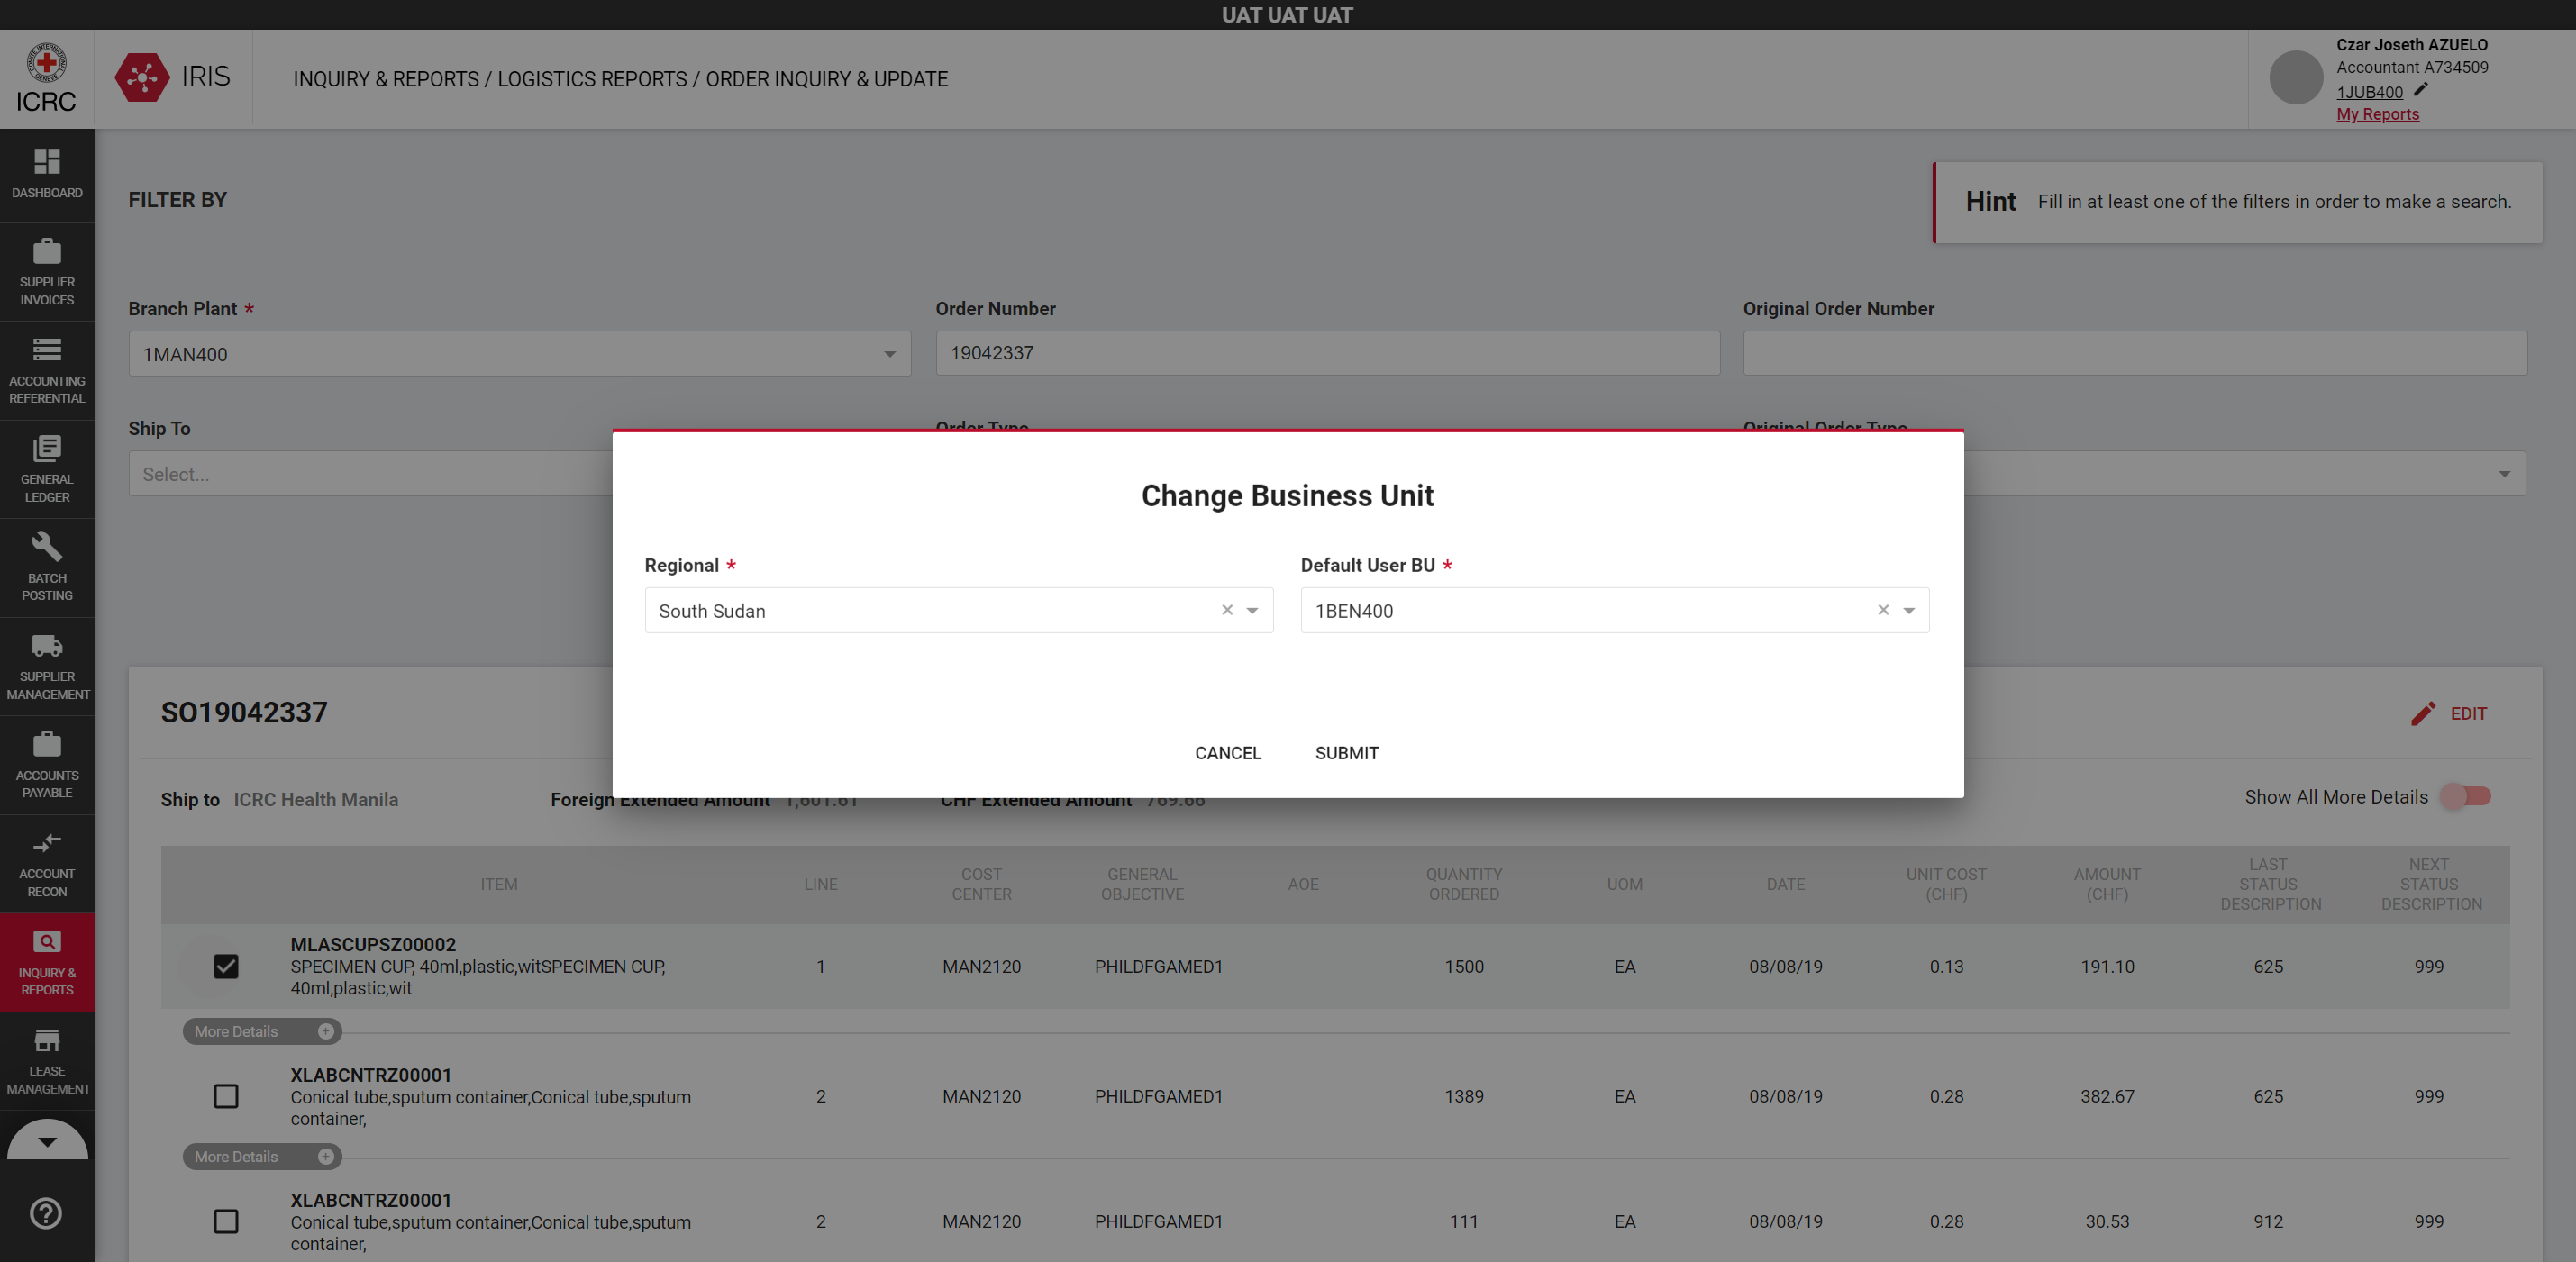 UAT UAT UAT
ICRC
IRIS
INQUIRY & REPORTS / LOGISTICS REPORTS / ORDER INQUIRY & UPDATE
Czar Joseth AZUELO
Accountant A734509
1JUB400
My Reports
DASHBOARD
SUPPLIER
INVOICES
ACCOUNTING
REFERENTIAL
GENERAL
LEDGER
BATCH
POSTING
SUPPLIER
MANAGEMENT
ACCOUNTS
PAYABLE
ACCOUNT
RECON
INQUIRY &
REPORTS
LEASE
MANAGEMENT
FILTER BY
Hint Fill in at least one of the filters in order to make a search.
Branch Plant * Order Number Original Order Number
1MAN400 19042337
Ship To Order Type Original Order Type
Select...
Change Business Unit
Regional * Default User BU *
South Sudan 1BEN400
CANCEL SUBMIT
SO19042337 EDIT
Ship to ICRC Health Manila Foreign Extended Amount 1,601.61 CHF Extended Amount 769.66 Show All More Details
ITEM LINE COST CENTER GENERAL OBJECTIVE AOE QUANTITY ORDERED UOM DATE UNIT COST (CHF) AMOUNT (CHF) LAST STATUS DESCRIPTION NEXT STATUS DESCRIPTION
MLASCUPSZ00002
SPECIMEN CUP, 40ml,plastic,witSPECIMEN CUP, 1 MAN2120 PHILDFGAMED1 1500 EA 08/08/19 0.13 191.10 625 999
40ml,plastic,wit
More Details
XLABCNTRZ00001
Conical tube,sputum container,Conical tube,sputum 2 MAN2120 PHILDFGAMED1 1389 EA 08/08/19 0.28 382.67 625 999
container,
More Details
XLABCNTRZ00001
Conical tube,sputum container,Conical tube,sputum 2 MAN2120 PHILDFGAMED1 111 EA 08/08/19 0.28 30.53 912 999
container,